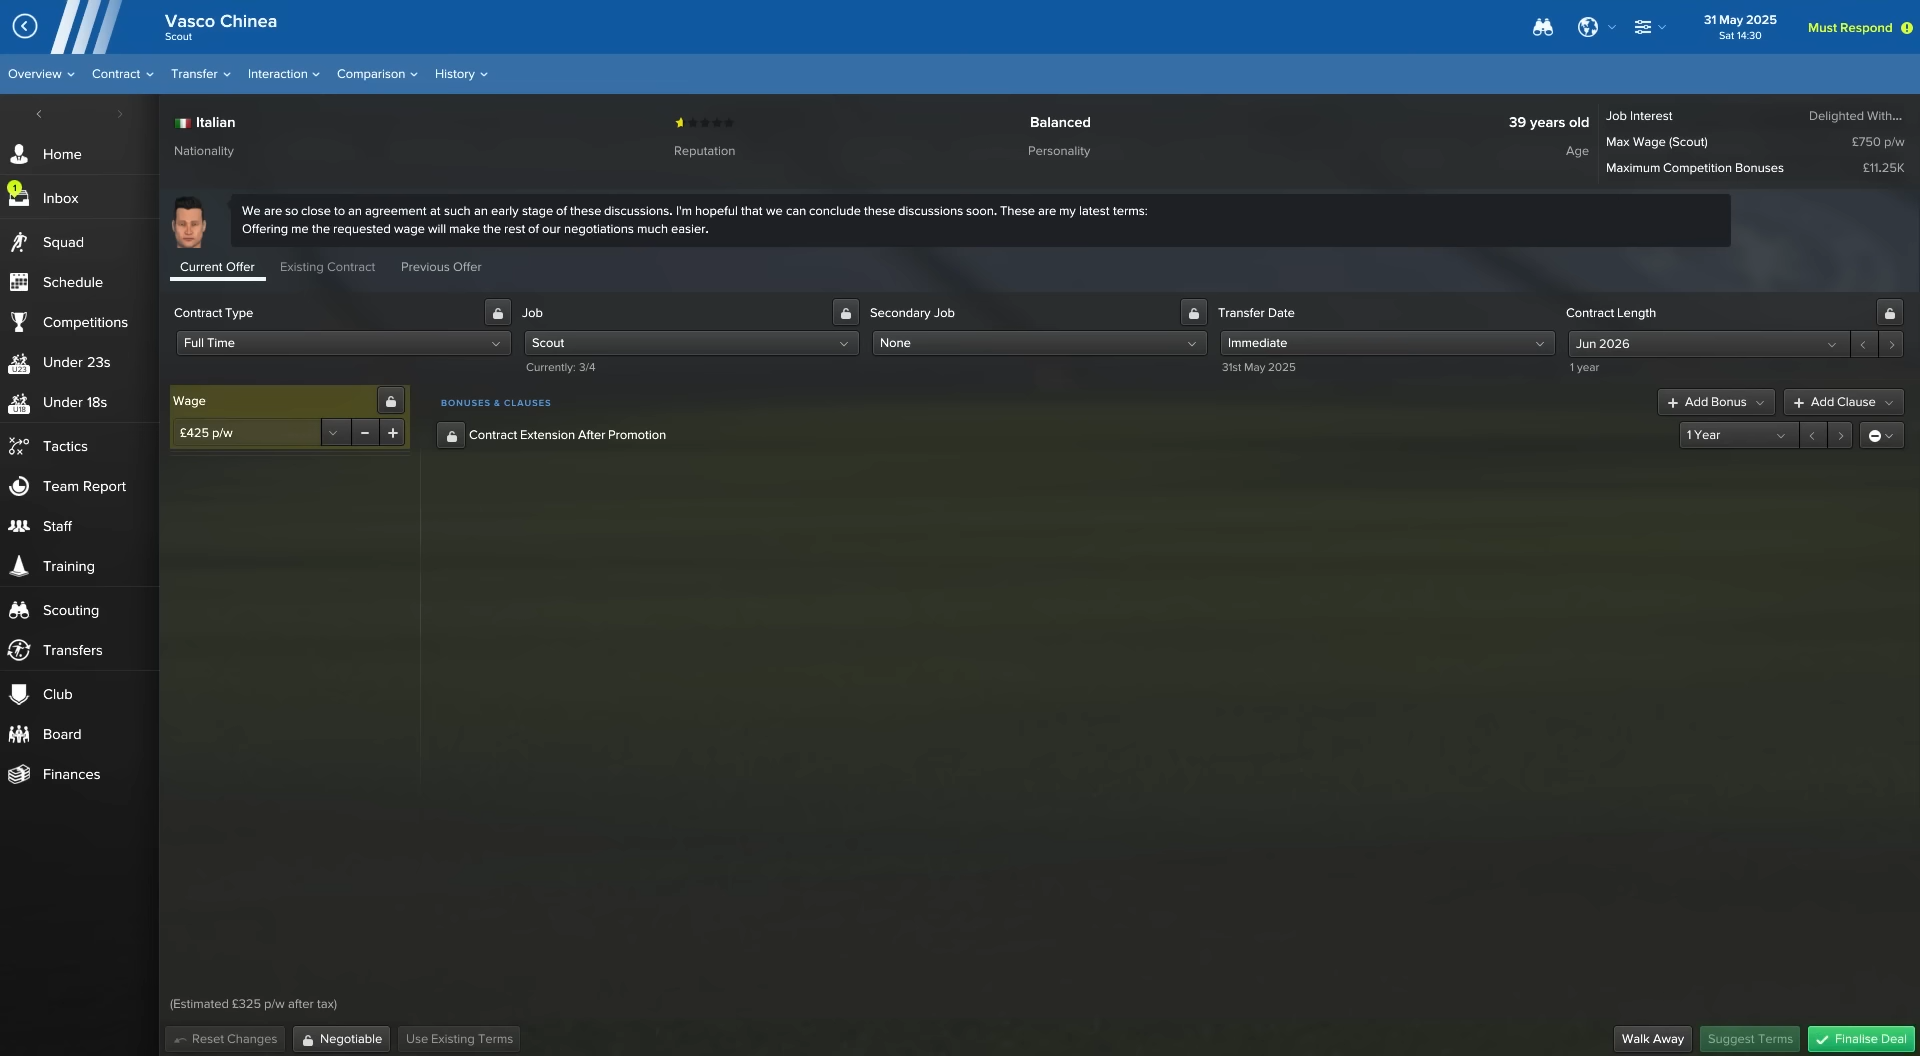 Vasco Chinea
Scout
31 May 2025
Sat 14:30
Must Respond
Overview
Contract
Transfer
Interaction
Comparison
History
Italian
Nationality
Reputation
Balanced
Personality
39 years old
Age
Job Interest
Delighted With...
Max Wage (Scout)
£750 p/w
Maximum Competition Bonuses
£11.25K
Home
1
Inbox
Squad
Schedule
Competitions
U23
Under 23s
U18
Under 18s
Tactics
Team Report
Staff
Training
Scouting
Transfers
Club
Board
Finances
We are so close to an agreement at such an early stage of these discussions. I'm hopeful that we can conclude these discussions soon. These are my latest terms:
Offering me the requested wage will make the rest of our negotiations much easier.
Current Offer
Existing Contract
Previous Offer
Contract Type
Full Time
Job
Scout
Currently: 3/4
Secondary Job
None
Transfer Date
Immediate
31st May 2025
Contract Length
Jun 2026
1 year
Wage
£425 p/w
BONUSES & CLAUSES
Add Bonus
Add Clause
Contract Extension After Promotion
1 Year
(Estimated £325 p/w after tax)
Reset Changes
Negotiable
Use Existing Terms
Walk Away
Suggest Terms
Finalise Deal